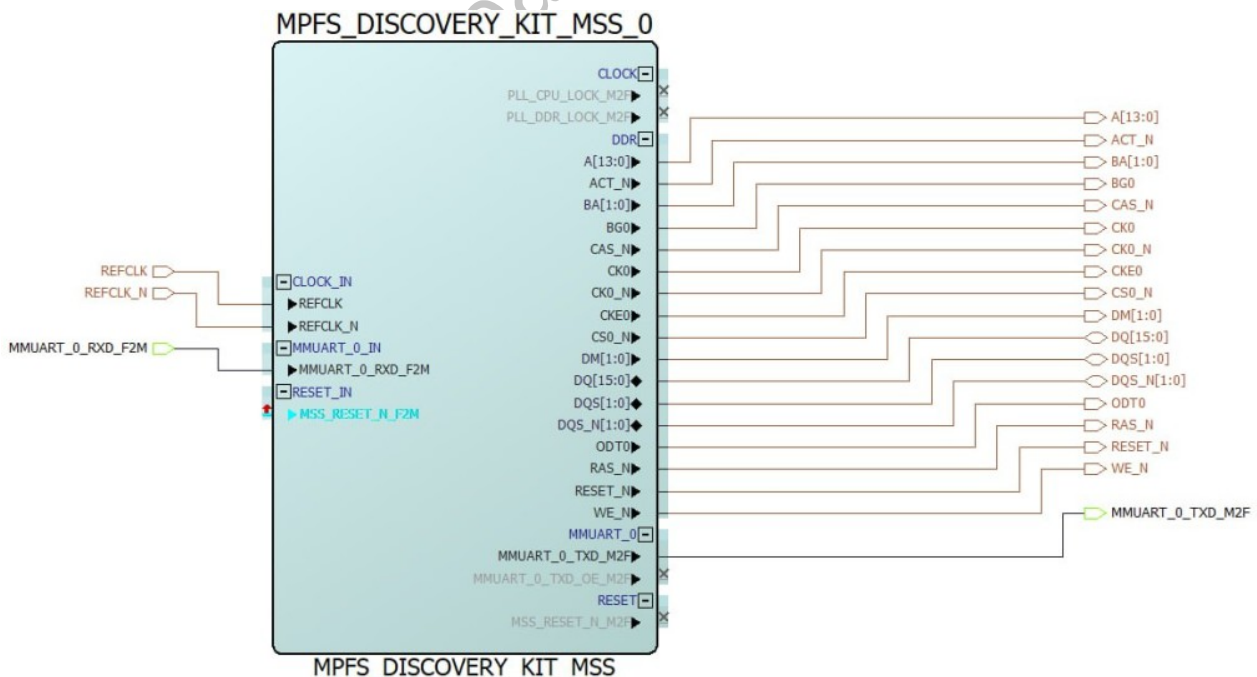 MPFS_DISCOVERY_KIT_MSS_0
CLOCK
PLL_CPU_LOCK_M2F
PLL_DDR_LOCK_M2F
DDR
A[13:0]
ACT_N
BA[1:0]
BG0
CAS_N
CK0
CK0_N
CKE0
CS0_N
DM[1:0]
DQ[15:0]
DQS[1:0]
DQS_N[1:0]
ODT0
RAS_N
RESET_N
WE_N
MMUART_0
MMUART_0_TXD_M2F
MMUART_0_TXD_OE_M2F
RESET
MSS_RESET_N_M2F
REFCLK
REFCLK_N
MMUART_0_RXD_F2M
CLOCK_IN
REFCLK
REFCLK_N
MMUART_0_IN
MMUART_0_RXD_F2M
RESET_IN
MSS_RESET_N_F2M
A[13:0]
ACT_N
BA[1:0]
BG0
CAS_N
CK0
CK0_N
CKE0
CS0_N
DM[1:0]
DQ[15:0]
DQS[1:0]
DQS_N[1:0]
ODT0
RAS_N
RESET_N
WE_N
MMUART_0_TXD_M2F
MPFS_DISCOVERY_KIT_MSS